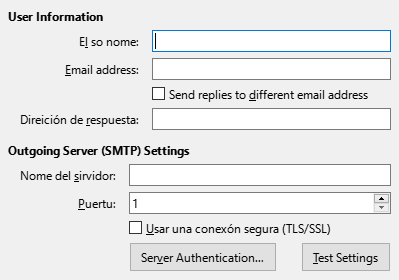 User Information
El so nome:
Email address:
Send replies to different email address
Direición de respuesta:
Outgoing Server (SMTP) Settings
Nome del sirvidor:
Puertu: 1
Usar una conexón segura (TLS/SSL)
Server Authentication... Test Settings